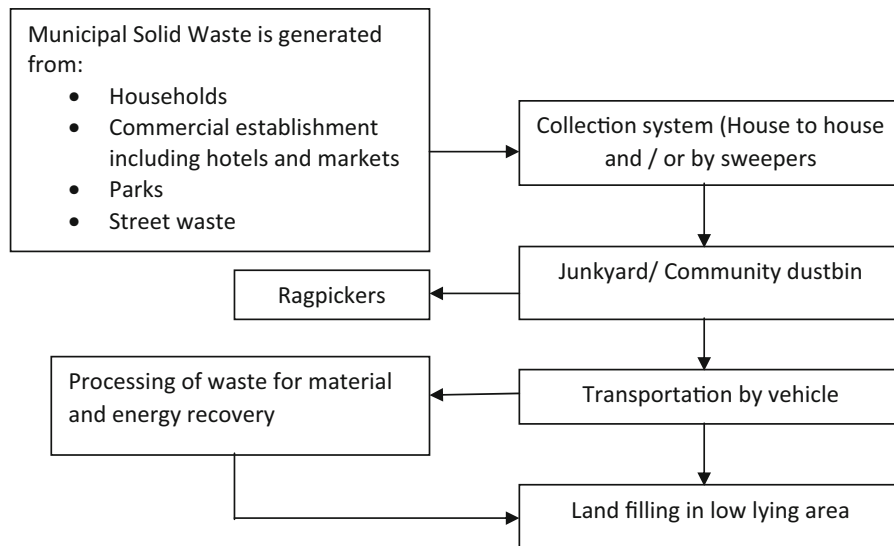 Municipal Solid Waste is generated
from:
• Households
• Commercial establishment
including hotels and markets
• Parks
• Street waste
Collection system (House to house
and / or by sweepers
Junkyard/ Community dustbin
Ragpickers
Transportation by vehicle
Processing of waste for material
and energy recovery
Land filling in low lying area